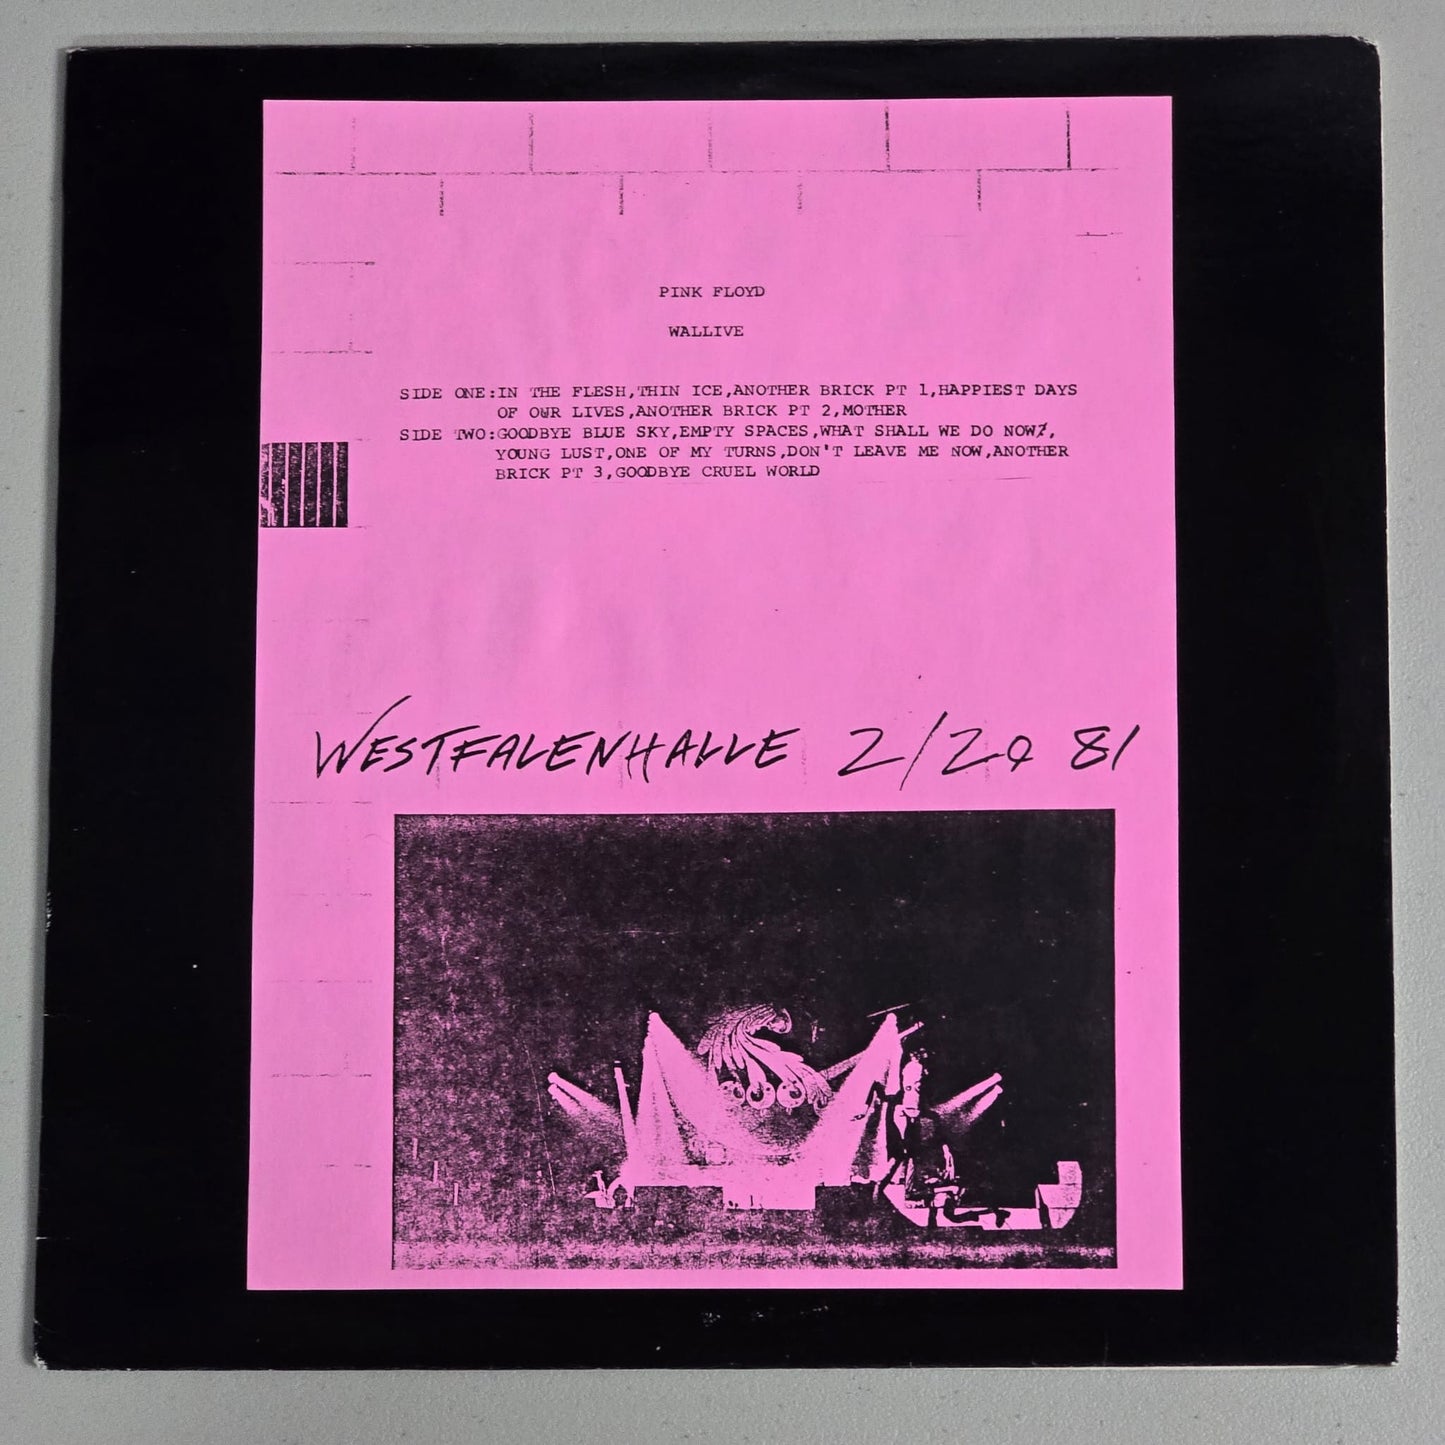 PINK FLOYD
WALLIVE
SIDE ONE:IN THE FLESH,THIN ICE,ANOTHER BRICK PT 1,HAPPIEST DAYS
OF OUR LIVES,ANOTHER BRICK PT 2,MOTHER
SIDE TWO:GOODBYE BLUE SKY,EMPTY SPACES,WHAT SHALL WE DO NOW?,
YOUNG LUST,ONE OF MY TURNS,DON'T LEAVE ME NOW,ANOTHER
BRICK PT 3,GOODBYE CRUEL WORLD
WESTFALENHALLE 2/20 81